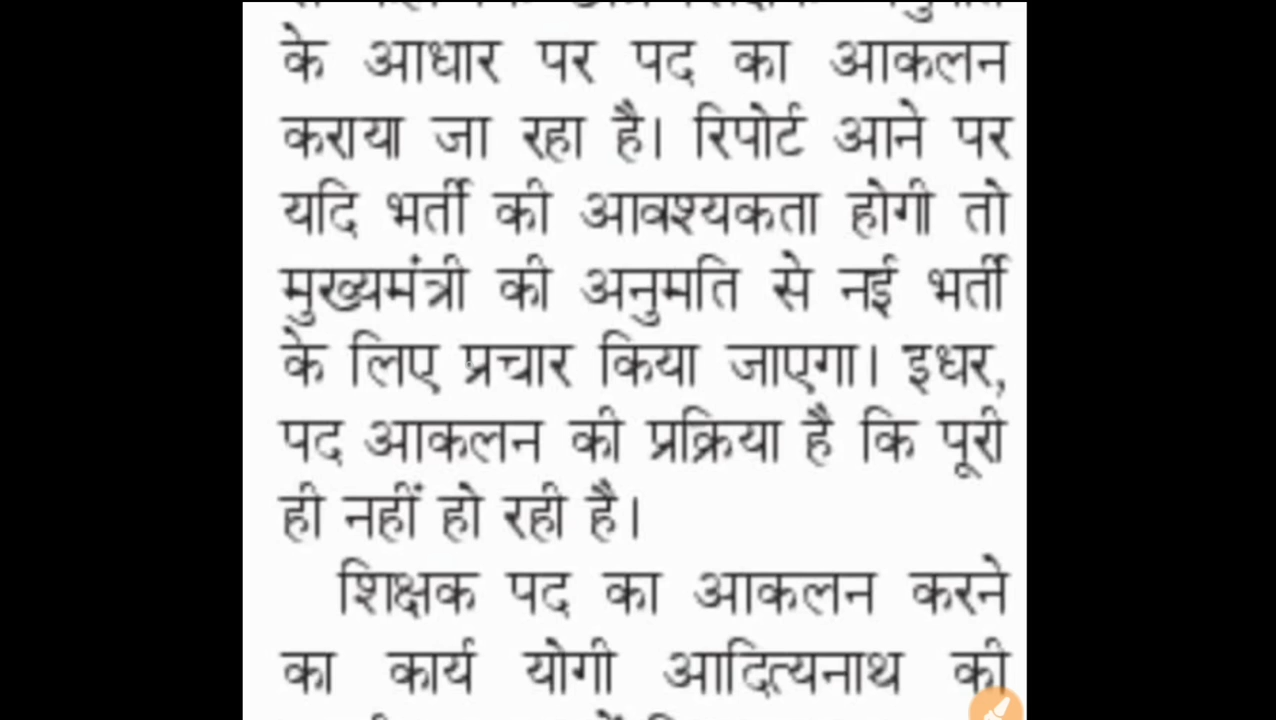 के आधार पर पद का आकलन
कराया जा रहा है। रिपोर्ट आने पर
यदि भर्ती की आवश्यकता होगी तो
मुख्यमंत्री की अनुमति से नई भर्ती
के लिए प्रचार किया जाएगा। इधर,
पद आकलन की प्रक्रिया है कि पूरी
ही नहीं हो रही है।
शिक्षक पद का आकलन करने
का कार्य योगी आदित्यनाथ की